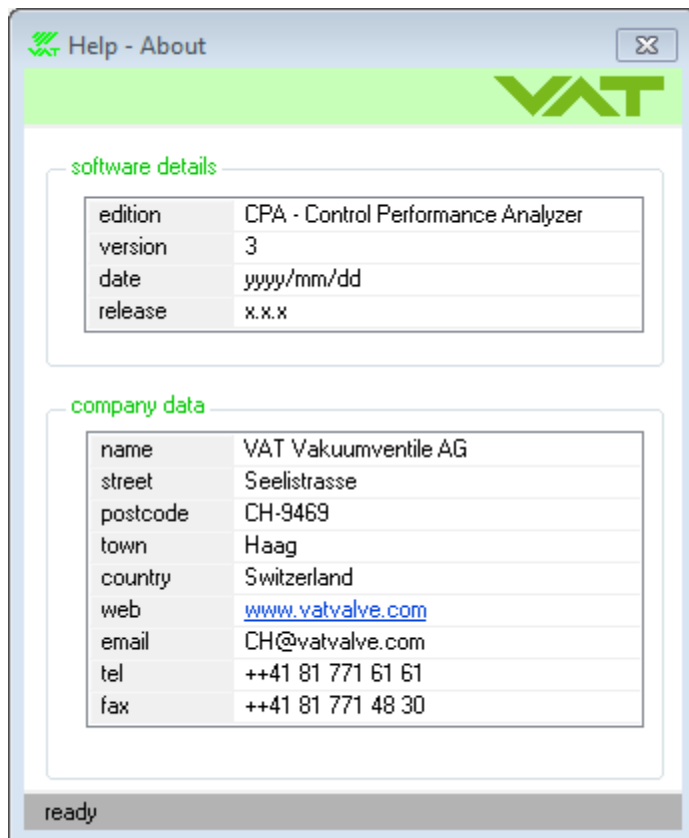 VAT Help - About
VAT
software details
edition CPA - Control Performance Analyzer
version 3
date yyyy/mm/dd
release x.x.x
company data
name VAT Vakuumventile AG
street Seelistrasse
postcode CH-9469
town Haag
country Switzerland
web www.vatvalve.com
email CH@vatvalve.com
tel ++41 81 771 61 61
fax ++41 81 771 48 30
ready